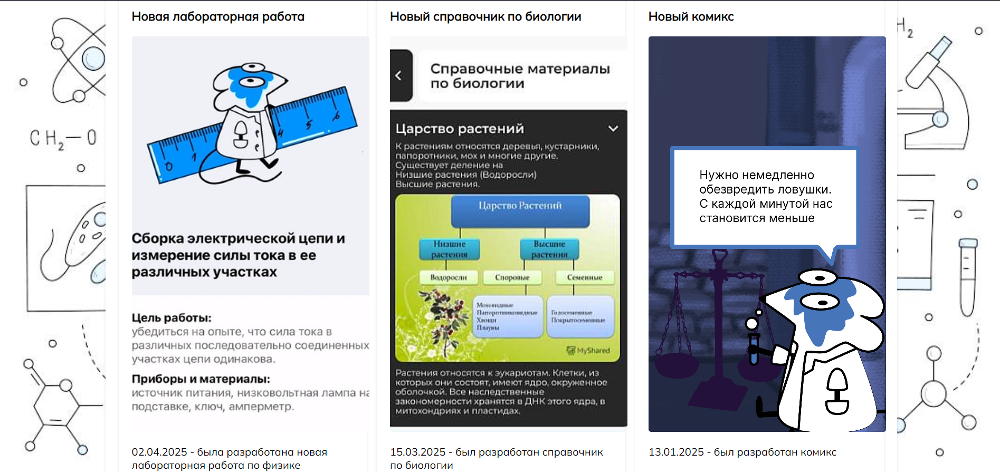 Новая лабораторная работа
0
1
4
5
6
Сборка электрической цепи и
измерение силы тока в ее
различных участках
Цель работы:
убедиться на опыте, что сила тока в
различных последовательно соединенных
участках цепи одинакова.
Приборы и материалы:
источник питания, низковольтная лампа на
подставке, ключ, амперметр.
02.04.2025 - была разработана новая
лабораторная работа по физике
Новый справочник по биологии
Справочные материалы
по биологии
Царство растений
К растениям относятся деревья, кустарники,
папоротники, мох и многие другие.
Существует деление на
Низшие растения (Водоросли)
Высшие растения.
Царство Растений
Низшие
растения
Высшие
растения
Водоросли
Споровые
Семенные
Моховидные
Папоротниковидные
Хвощи
Плауны
Голосеменные
Покрытосеменные
MyShared
Растения относятся к эукариотам. Клетки, из
которых они состоят, имеют ядро, окруженное
оболочкой. Все наследственные
закономерности хранятся в ДНК этого ядра, в
митохондриях и пластидах.
15.03.2025 - был разработан справочник
по биологии
Новый комикс
Нужно немедленно
обезвредить ловушки.
С каждой минутой нас
становится меньше
13.01.2025 - был разработан комикс
CH₂—O
H₂